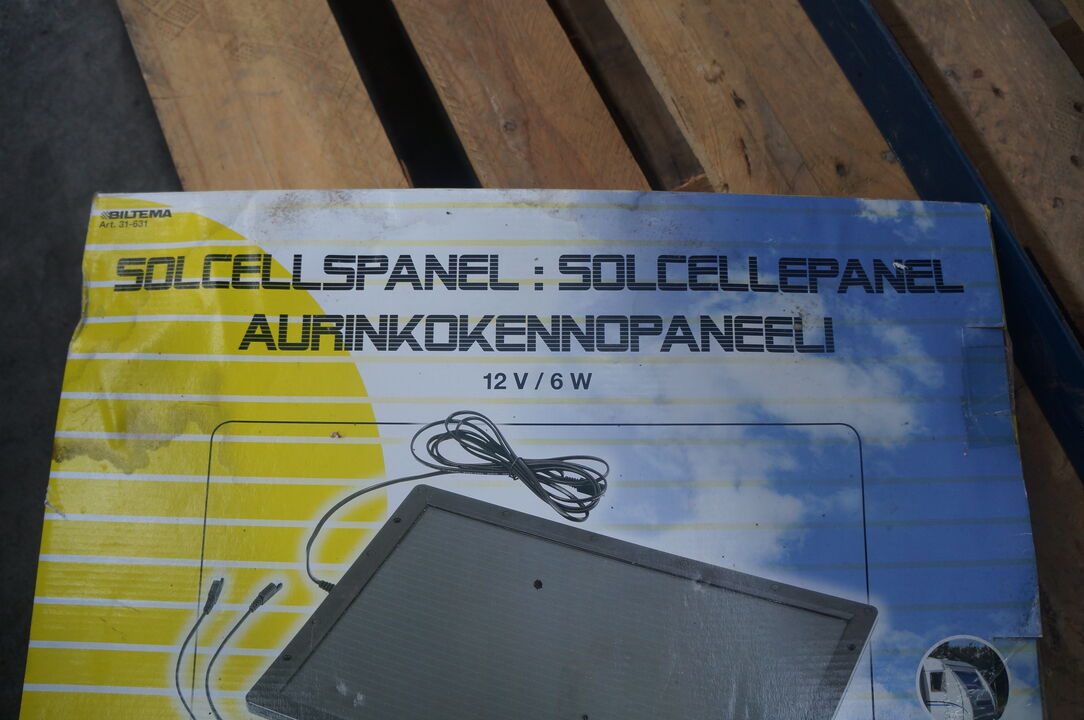 BILTEMA
Art. 31-631
SOLCELLSPANEL : SOLCELLEPANEL
AURINKOKENNOPANEELI
12 V / 6 W